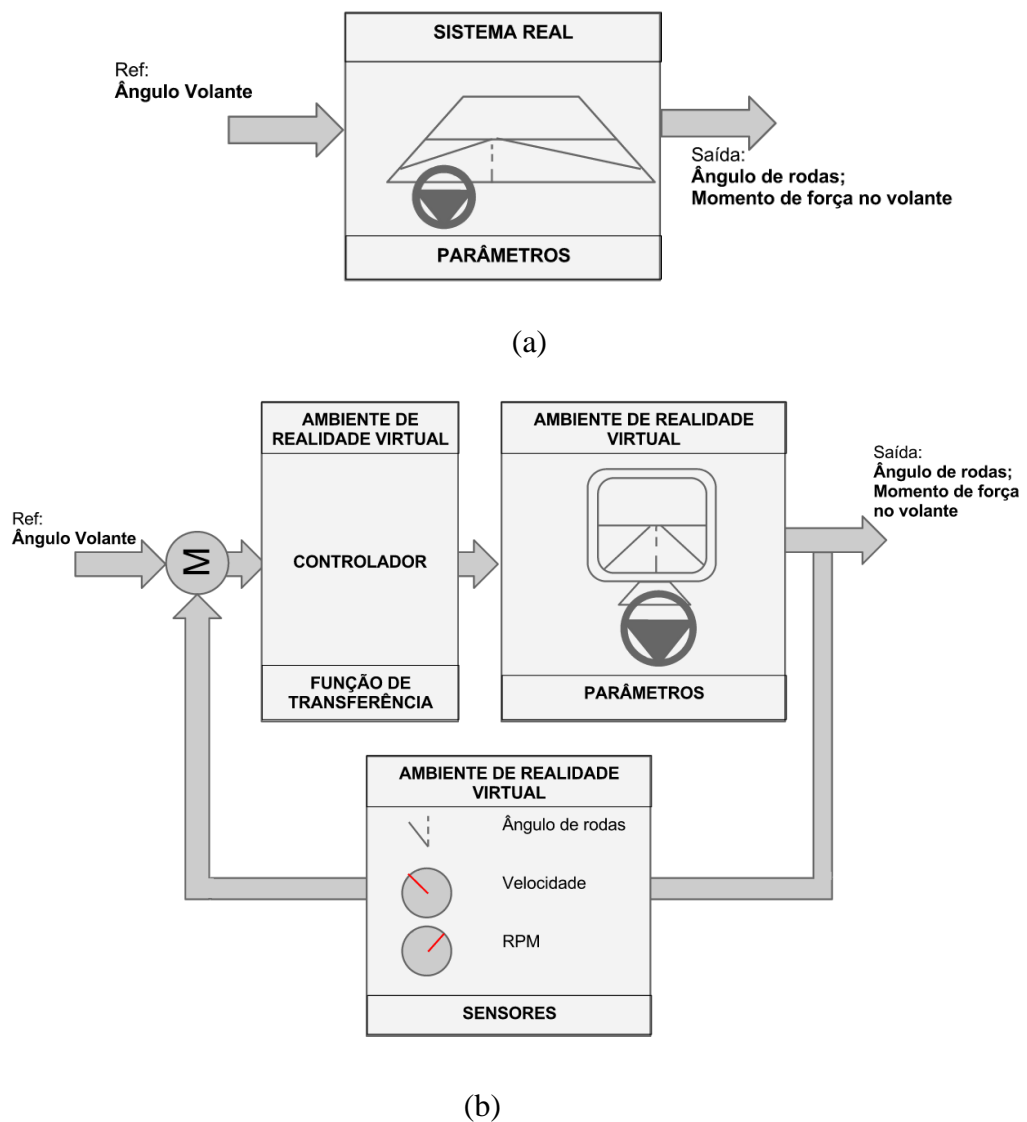 SISTEMA REAL
Ref:
Ângulo Volante
Saída:
Ângulo de rodas;
Momento de força no volante
PARÂMETROS
(a)
AMBIENTE DE
REALIDADE VIRTUAL
AMBIENTE DE REALIDADE
VIRTUAL
Saída:
Ângulo de rodas;
Momento de força
no volante
Ref:
Ângulo Volante
Σ
CONTROLADOR
FUNÇÃO DE
TRANSFERÊNCIA
PARÂMETROS
AMBIENTE DE REALIDADE
VIRTUAL
Ângulo de rodas
Velocidade
RPM
SENSORES
(b)